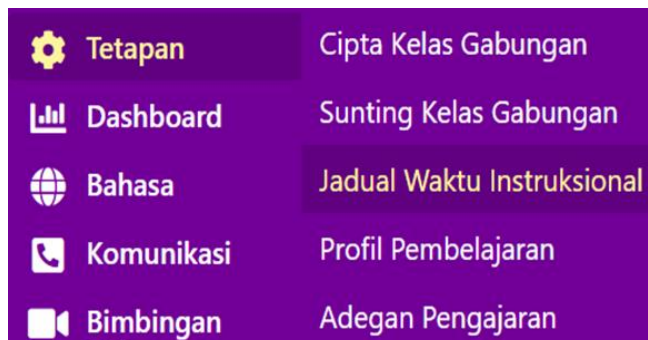 Tetapan
Dashboard
Bahasa
Komunikasi
Bimbingan
Cipta Kelas Gabungan
Sunting Kelas Gabungan
Jadual Waktu Instruksional
Profil Pembelajaran
Adegan Pengajaran